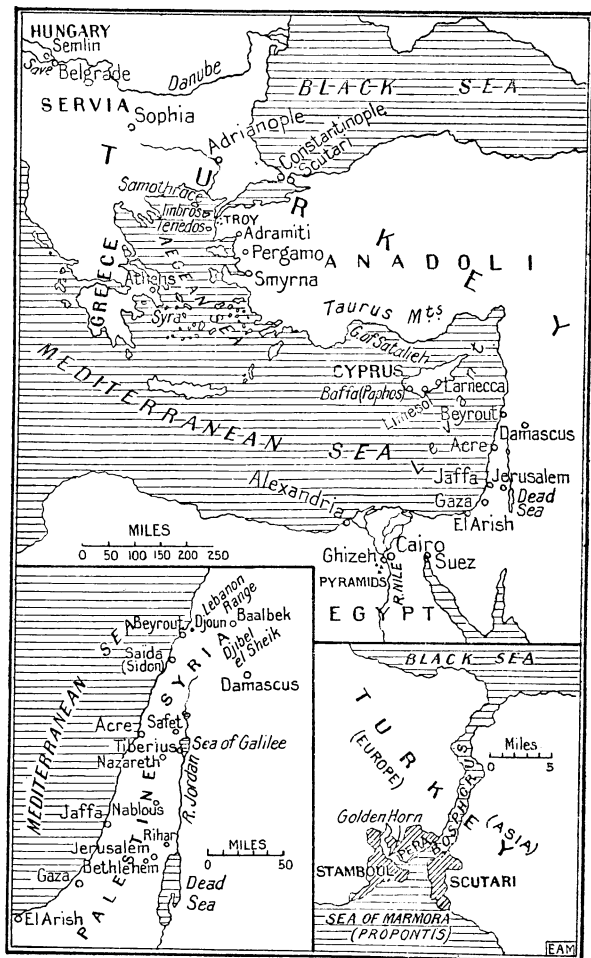 HUNGARY
Semlin
Save
Belgrade
Danube
BLACK SEA
SERVIA
Sophia
Adrianople
Constantinople
Scutari
TURKEY
Samothrace
Imbros
Tenedos
TROY
Adramiti
Pergamo
ANADOLI
Smyrna
GREECE
Athens
AEGEAN SEA
Syra
Taurus Mts
G. of Satalieh
CYPRUS
Baffa (Paphos)
Larnecca
Limesol
Levant
MEDITERRANEAN SEA
Beyrout
Damascus
Acre
Jaffa
Jerusalem
Gaza
Dead
Sea
El Arish
Alexandria
MILES
0 50 100 150 200 250
Ghizeh
Cairo
Suez
PYRAMIDS
R. NILE
EGYPT
MEDITERRANEAN SEA
Lebanon
Range
Beyrout
Djoun
Baalbek
Djibel
el Sheik
Saida
(Sidon)
SYRIA
Damascus
Acre
Safet
Tiberius
Sea of Galilee
Nazareth
R. Jordan
PALESTINE
Jaffa
Nablous
Rihar
MILES
0 50
Jerusalem
Bethlehem
Gaza
Dead
Sea
El Arish
BLACK SEA
TURKEY
(EUROPE)
Miles
0 5
BOSPHORUS
(ASIA)
Golden Horn
PERA
STAMBOUL
SCUTARI
SEA OF MARMORA
(PROPONTIS)
EAM